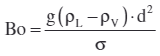 Bo = g(ρL − ρV) · d² / σ